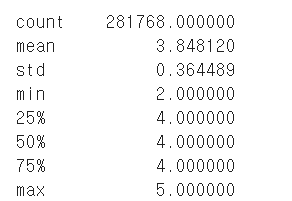 count 281768.000000
mean 3.848120
std 0.364489
min 2.000000
25% 4.000000
50% 4.000000
75% 4.000000
max 5.000000